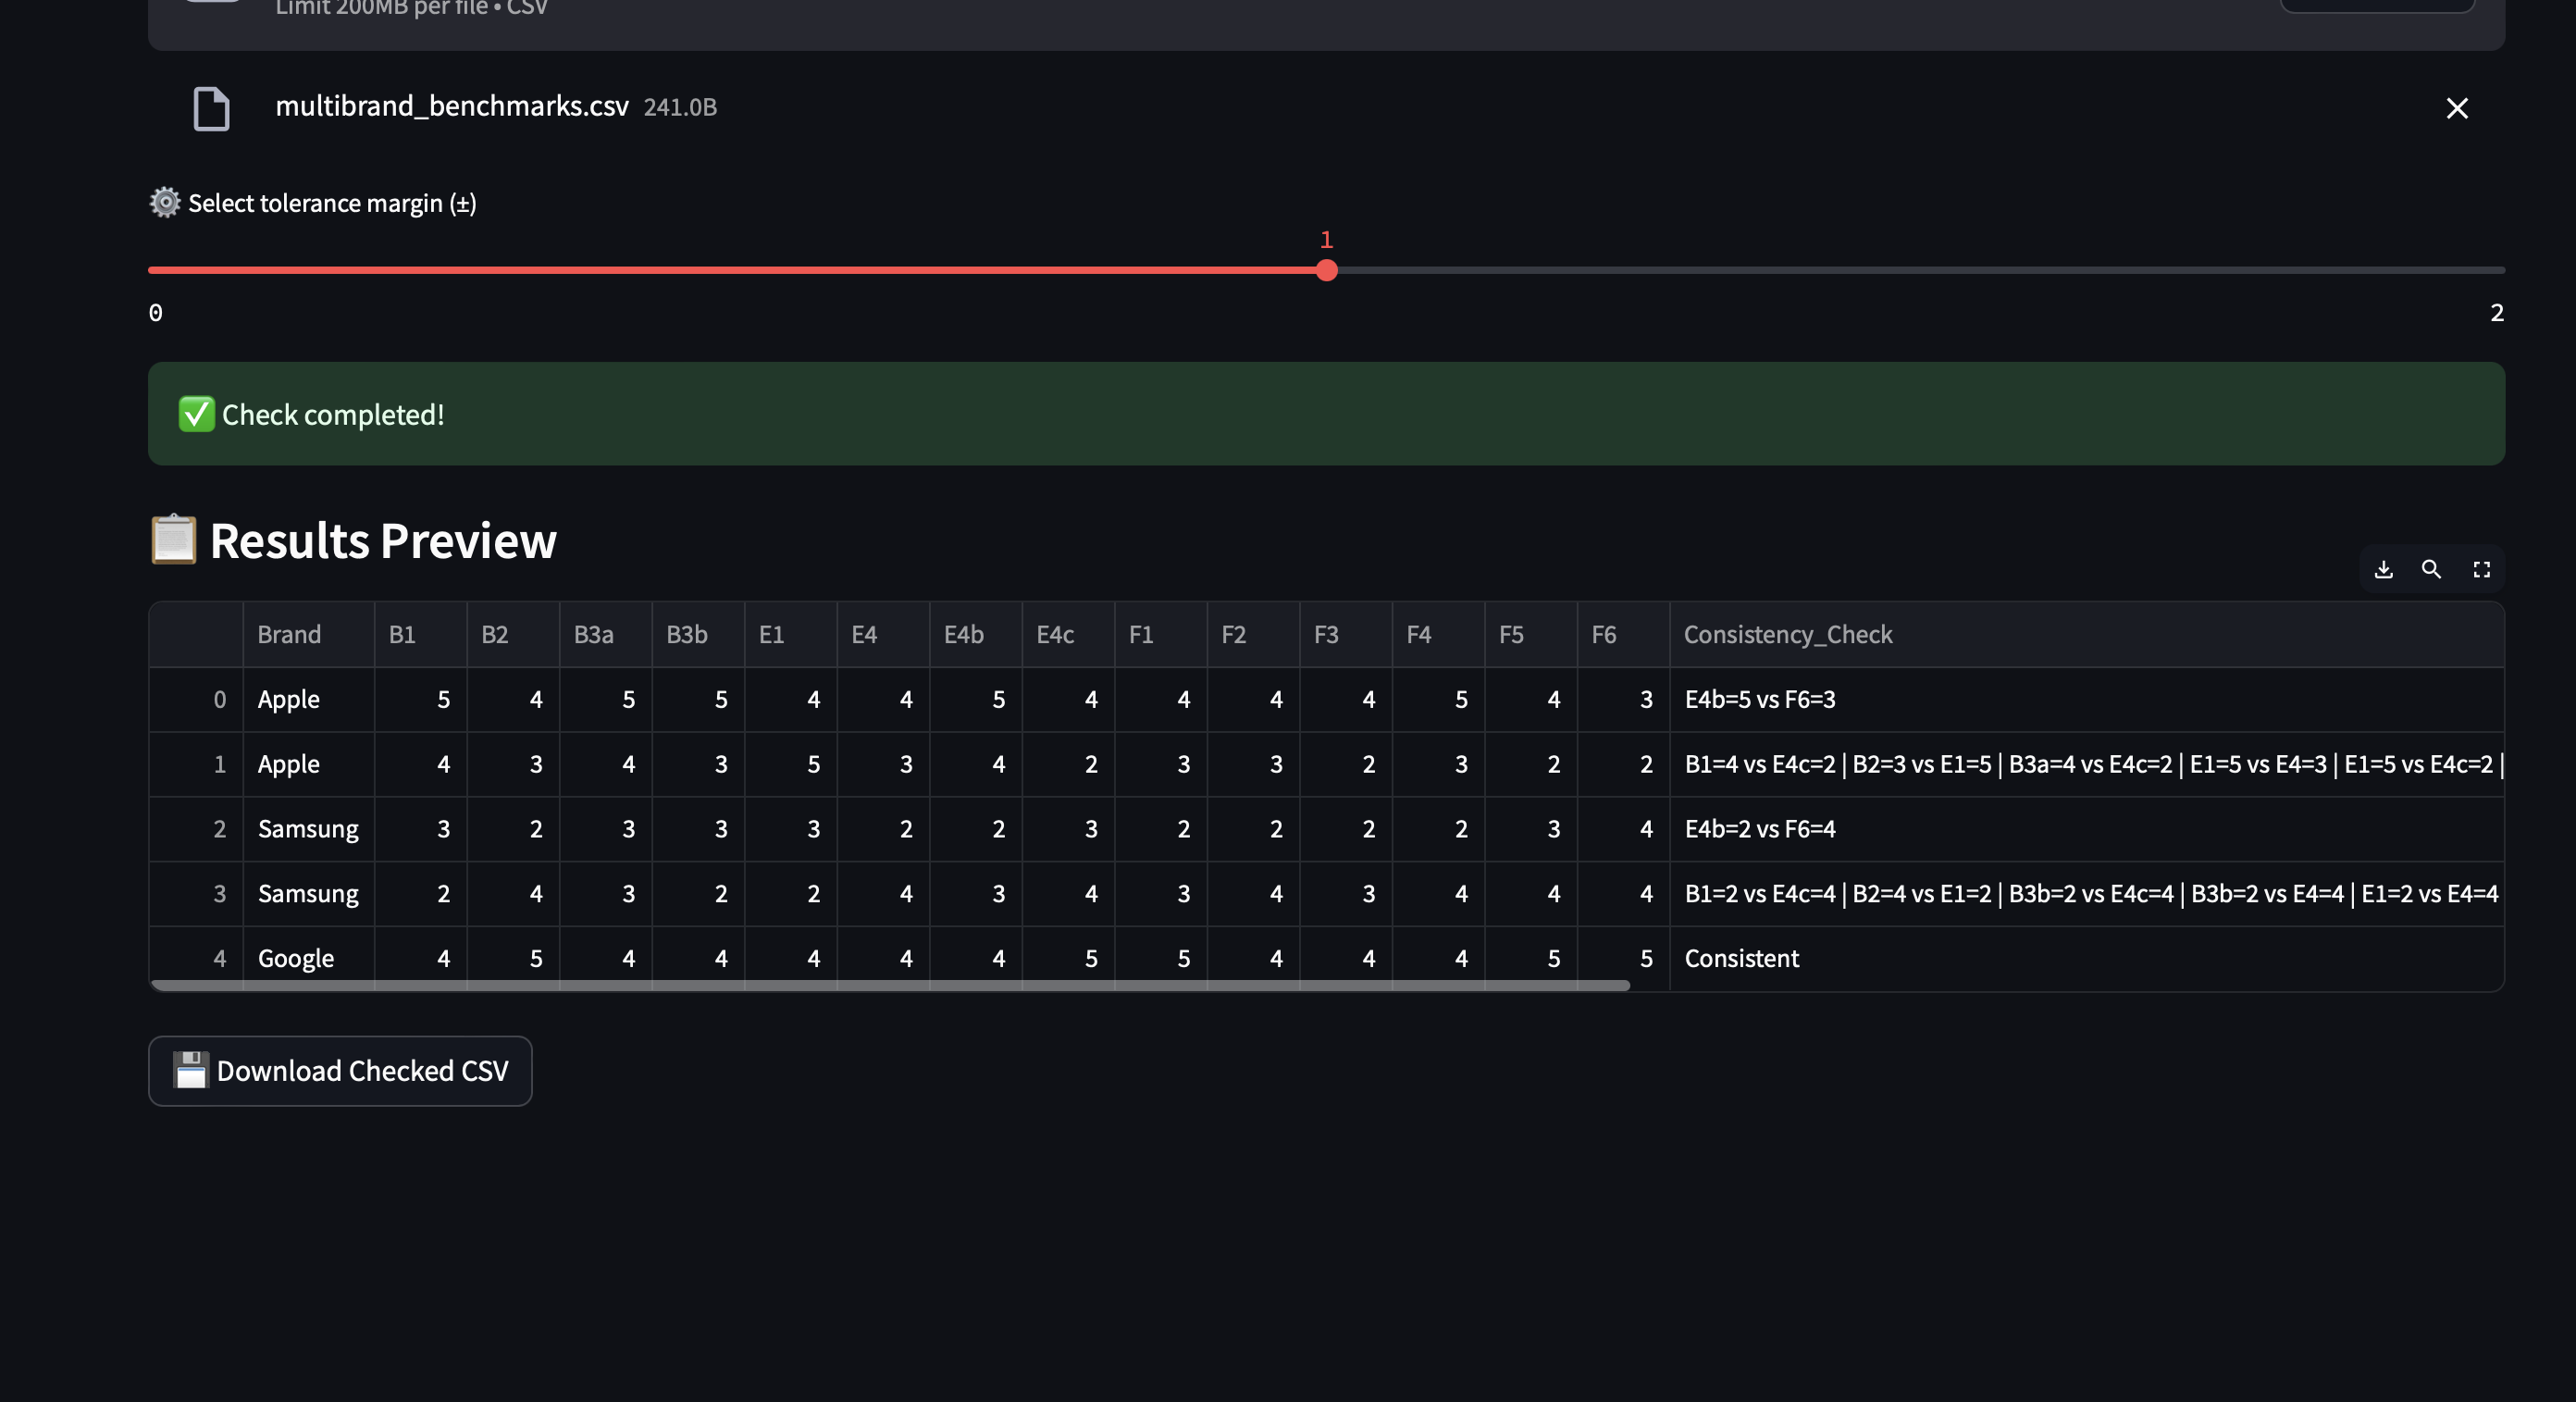 Limit 200MB per file • CSV
multibrand_benchmarks.csv 241.0B
Select tolerance margin (±)
1
0 2
Check completed!
Results Preview
Brand B1 B2 B3a B3b E1 E4 E4b E4c F1 F2 F3 F4 F5 F6 Consistency_Check
0 Apple 5 4 5 5 4 4 5 4 4 4 4 5 4 3 E4b=5 vs F6=3
1 Apple 4 3 4 3 5 3 4 2 3 3 2 3 2 2 B1=4 vs E4c=2 | B2=3 vs E1=5 | B3a=4 vs E4c=2 | E1=5 vs E4=3 | E1=5 vs E4c=2 |
2 Samsung 3 2 3 3 3 2 2 3 2 2 2 2 3 4 E4b=2 vs F6=4
3 Samsung 2 4 3 2 2 4 3 4 3 4 3 4 4 4 B1=2 vs E4c=4 | B2=4 vs E1=2 | B3b=2 vs E4c=4 | B3b=2 vs E4=4 | E1=2 vs E4=4
4 Google 4 5 4 4 4 4 4 5 5 4 4 4 5 5 Consistent
Download Checked CSV